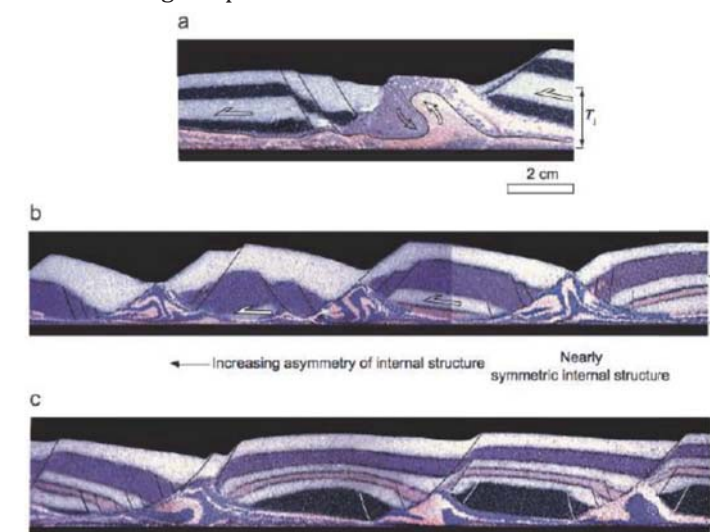 a
T
2 cm
b
Increasing asymmetry of internal structure
Nearly
symmetric internal structure
c